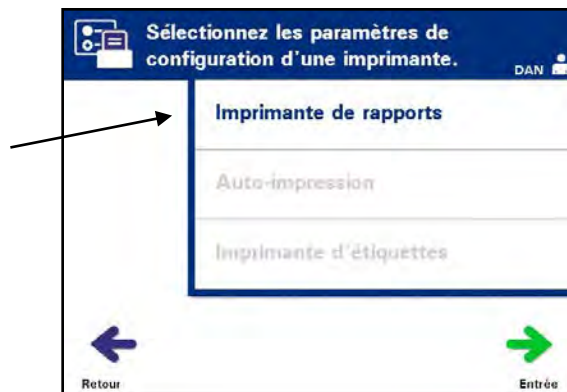 Sélectionnez les paramètres de
configuration d'une imprimante.
DAN
Imprimante de rapports
Auto-impression
Imprimante d'étiquettes
Retour
Entrée